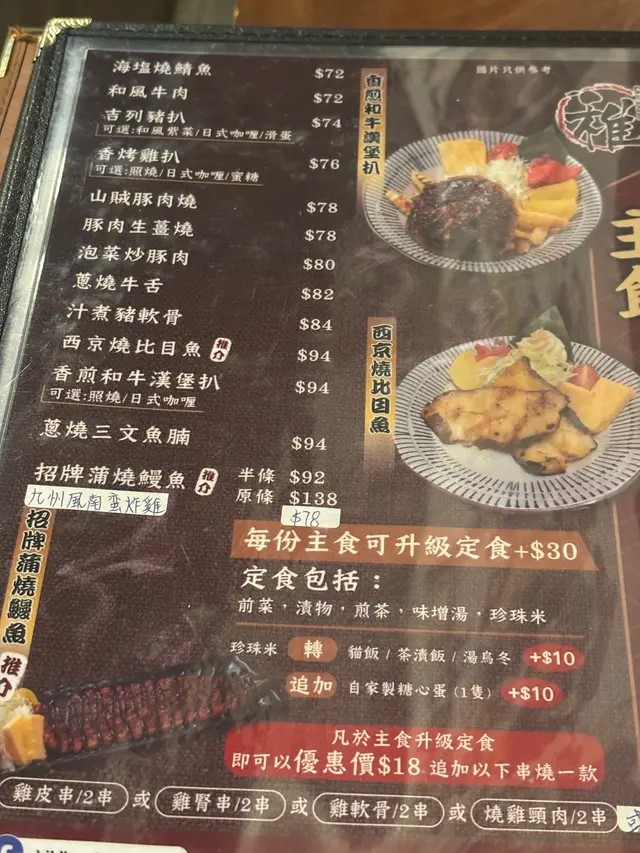 海塩燒鯖魚 $72
和風牛肉 $72
吉列豬扒 $74
可選:和風紫菜/日式咖喱/滑蛋
香烤雞扒 $76
可選:照燒/日式咖喱/蜜糖
山賊豚肉燒 $78
豚肉生薑燒 $78
泡菜炒豚肉 $80
蔥燒牛舌 $82
汁煮豬軟骨 $84
西京燒比目魚 推介 $94
香煎和牛漢堡扒 $94
可選:照燒/日式咖喱
蔥燒三文魚腩 $94
招牌蒲燒鰻魚 推介 半條 $92
原條 $138
九州風南蛮炸雞 $78
圖片只供參考
香煎和牛漢堡扒
西京燒比目魚
主食
招牌蒲燒鰻魚
推介
每份主食可升級定食+$30
定食包括：
前菜，漬物，煎茶，味增湯，珍珠米
珍珠米 轉 貓飯 / 茶漬飯 / 湯烏冬 +$10
追加 自家製糖心蛋 (1隻) +$10
凡於主食升級定食
即可以優惠價$18 追加以下串燒一款
雞皮串/2串 或 雞腎串/2串 或 雞軟骨/2串 或 燒雞頸肉/2串